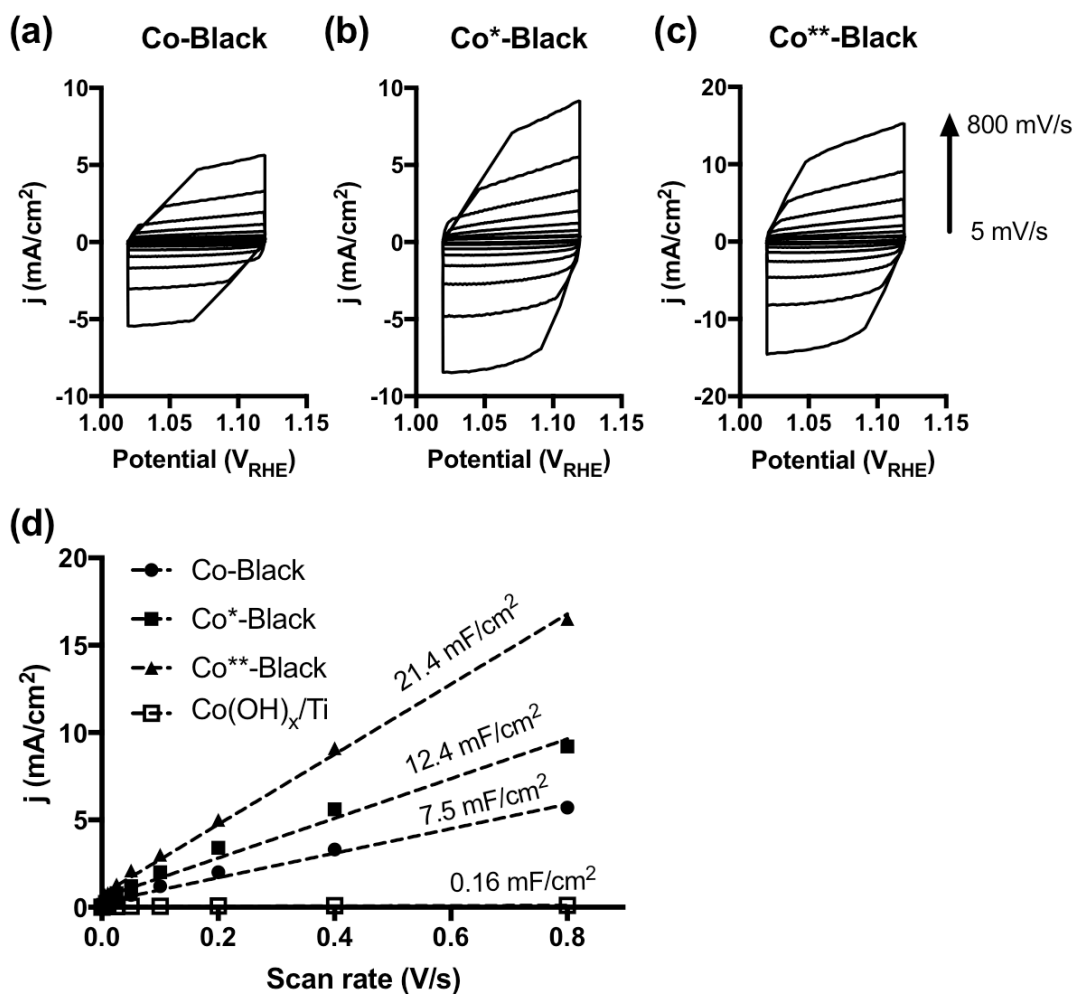 (a) Co-Black
(b) Co*-Black
(c) Co**-Black
10
5
0
-5
-10
j (mA/cm²)
1.00 1.05 1.10 1.15
Potential (V_RHE)
10
5
0
-5
-10
j (mA/cm²)
1.00 1.05 1.10 1.15
Potential (V_RHE)
20
10
0
-10
-20
j (mA/cm²)
1.00 1.05 1.10 1.15
Potential (V_RHE)
800 mV/s
5 mV/s
(d)
Co-Black
Co*-Black
Co**-Black
Co(OH)ₓ/Ti
21.4 mF/cm²
12.4 mF/cm²
7.5 mF/cm²
0.16 mF/cm²
20
15
10
5
0
j (mA/cm²)
0.0 0.2 0.4 0.6 0.8
Scan rate (V/s)